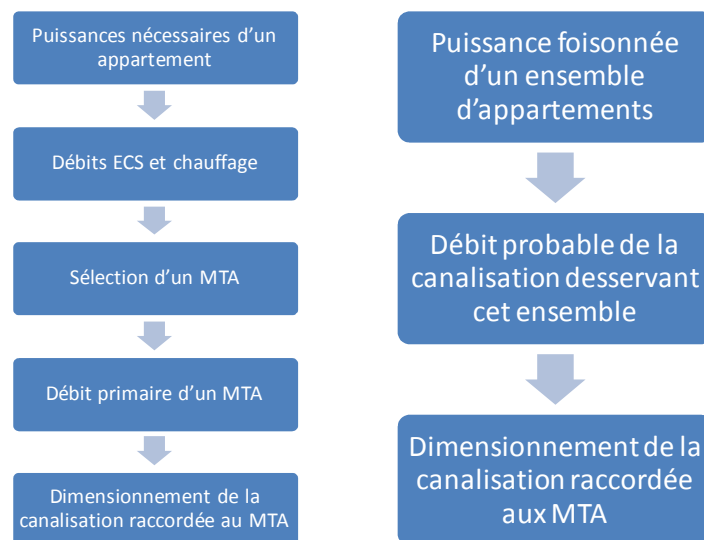 Puissances nécessaires d’un
appartement
Débits ECS et chauffage
Sélection d’un MTA
Débit primaire d’un MTA
Dimensionnement de la
canalisation raccordée au MTA
Puissance foisonnée
d’un ensemble
d’appartements
Débit probable de la
canalisation desservant
cet ensemble
Dimensionnement de la
canalisation raccordée
aux MTA